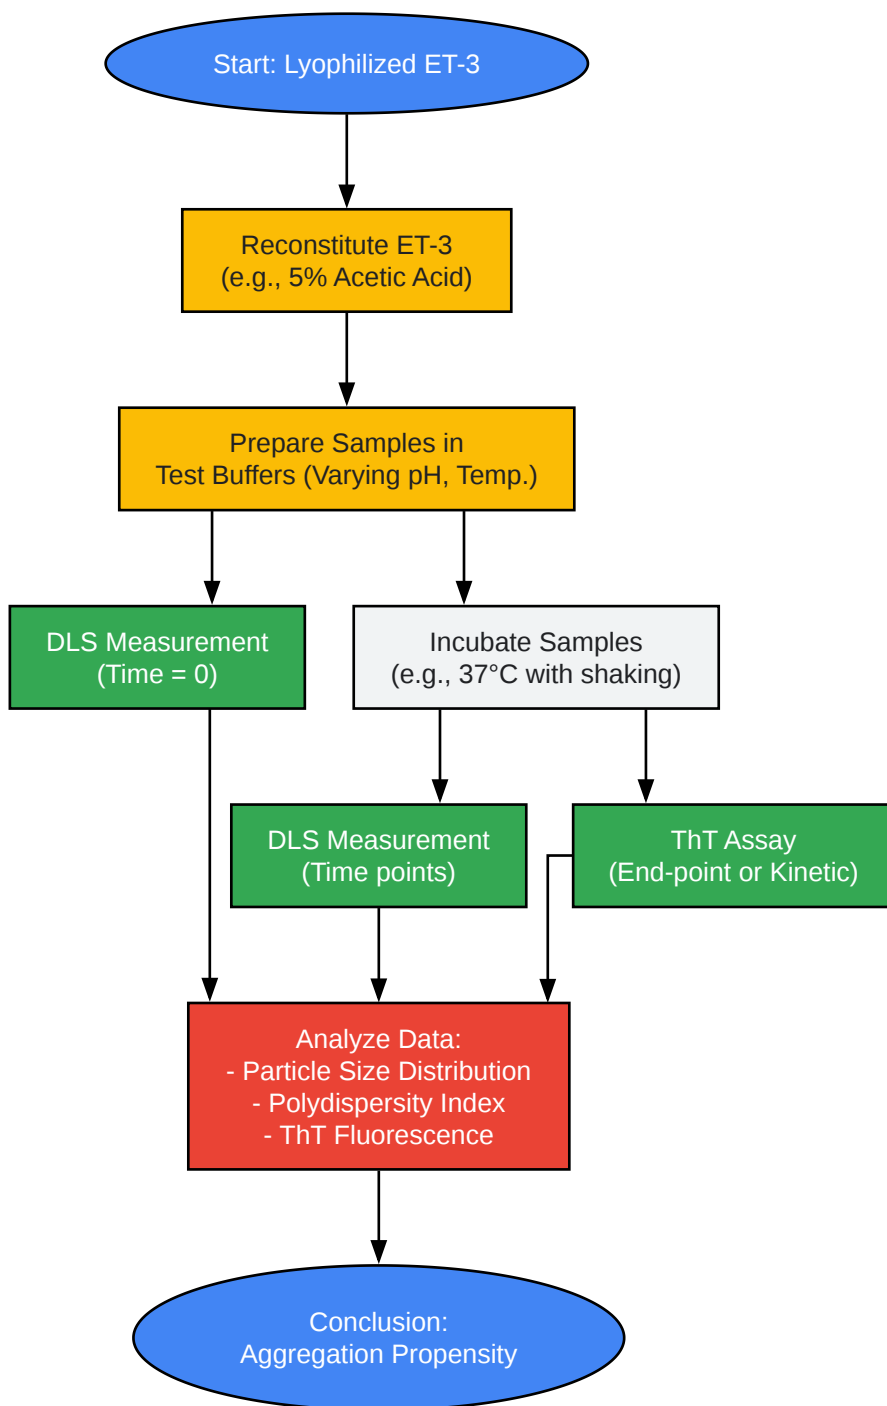 Start: Lyophilized ET-3
Reconstitute ET-3
(e.g., 5% Acetic Acid)
Prepare Samples in
Test Buffers (Varying pH, Temp.)
DLS Measurement
(Time = 0)
Incubate Samples
(e.g., 37°C with shaking)
DLS Measurement
(Time points)
ThT Assay
(End-point or Kinetic)
Analyze Data:
- Particle Size Distribution
- Polydispersity Index
- ThT Fluorescence
Conclusion:
Aggregation Propensity